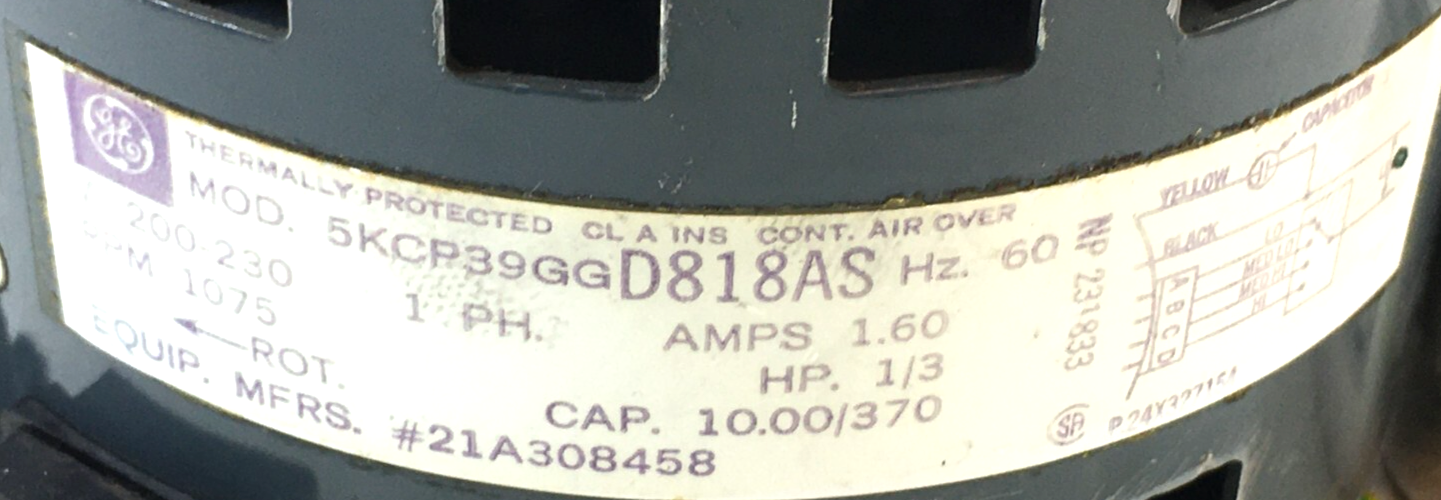 GE
THERMALLY PROTECTED CL A INS CONT. AIR OVER
MOD. 5KCP39GGD818AS Hz. 60
200-230 1 PH. AMPS 1.60
1075 HP. 1/3
ROT. CAP. 10.00/370
EQUIP. MFRS. #21A308458
NP 231833
CAPACITOR
YELLOW
BLACK
LO
MED LO
MED HI
HI
A
B
C
D
SA